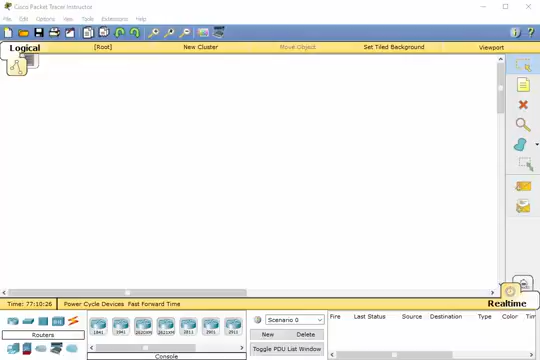 Cisco Packet Tracer Instructor
File Edit Options View Tools Extensions Help
Logical [Root] New Cluster Move Object Set Tiled Background Viewport
Time: 77:10:26 Power Cycle Devices Fast Forward Time Realtime
Routers
1841 1941 2620XM 2621XM 2811 2901 2911
Console
Scenario 0
New Delete
Toggle PDU List Window
Fire Last Status Source Destination Type Color